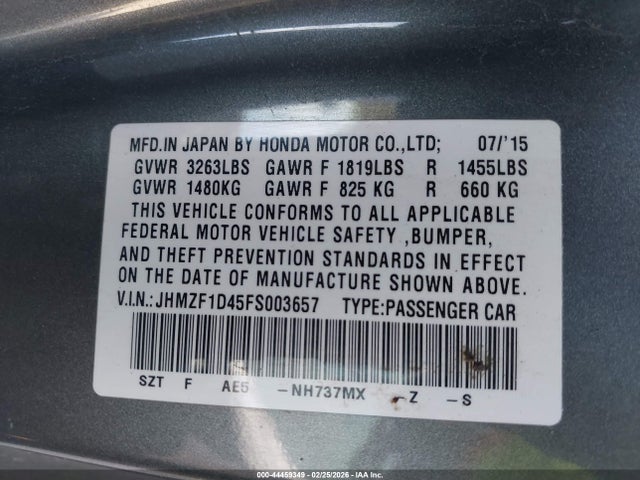 MFD.IN JAPAN BY HONDA MOTOR CO.,LTD; 07/'15
GVWR 3263LBS GAWR F 1819LBS R 1455LBS
GVWR 1480KG GAWR F 825 KG R 660 KG
THIS VEHICLE CONFORMS TO ALL APPLICABLE
FEDERAL MOTOR VEHICLE SAFETY ,BUMPER,
AND THEFT PREVENTION STANDARDS IN EFFECT
ON THE DATE OF MANUFACTURE SHOWN ABOVE.
V.I.N.:JHMZF1D45FS003657 TYPE:PASSENGER CAR
SZT F AE5 -NH737MX -Z -S
000-44459349 | 02/25/2026 | IAA Inc.